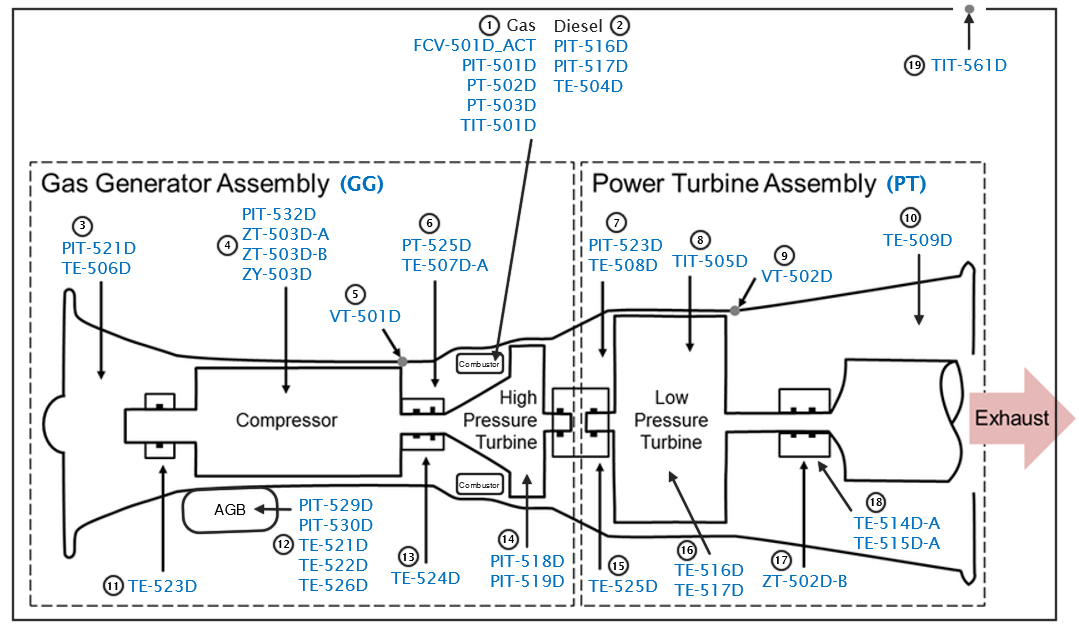 1 Gas
FCV-501D_ACT
PIT-501D
PT-502D
PT-503D
TIT-501D
Diesel 2
PIT-516D
PIT-517D
TE-504D
19 TIT-561D
Gas Generator Assembly (GG)
Power Turbine Assembly (PT)
3
PIT-521D
TE-506D
4
PIT-532D
ZT-503D-A
ZT-503D-B
ZY-503D
5
VT-501D
6
PT-525D
TE-507D-A
7
PIT-523D
TE-508D
8
TIT-505D
9
VT-502D
10
TE-509D
Combustor
Compressor
High
Pressure
Turbine
Low
Pressure
Turbine
Exhaust
Combustor
AGB
11 TE-523D
12
PIT-529D
PIT-530D
TE-521D
TE-522D
TE-526D
13
TE-524D
14
PIT-518D
PIT-519D
15
TE-525D
16
TE-516D
TE-517D
17
ZT-502D-B
18
TE-514D-A
TE-515D-A